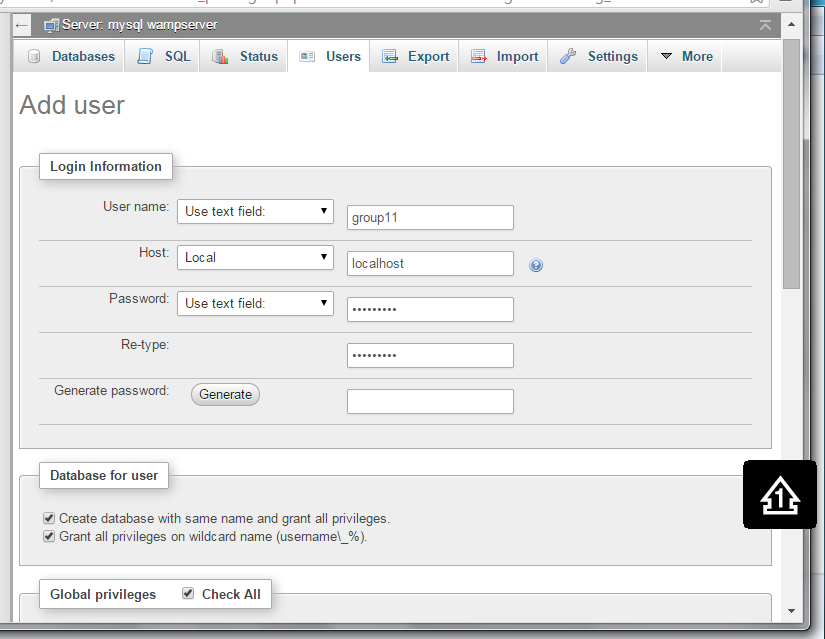 Server: mysql wampserver
Databases SQL Status Users Export Import Settings More
Add user
Login Information
User name: Use text field: group11
Host: Local localhost
Password: Use text field: •••••••••
Re-type: •••••••••
Generate password: Generate
Database for user
Create database with same name and grant all privileges.
Grant all privileges on wildcard name (username\_%).
1
Global privileges Check All